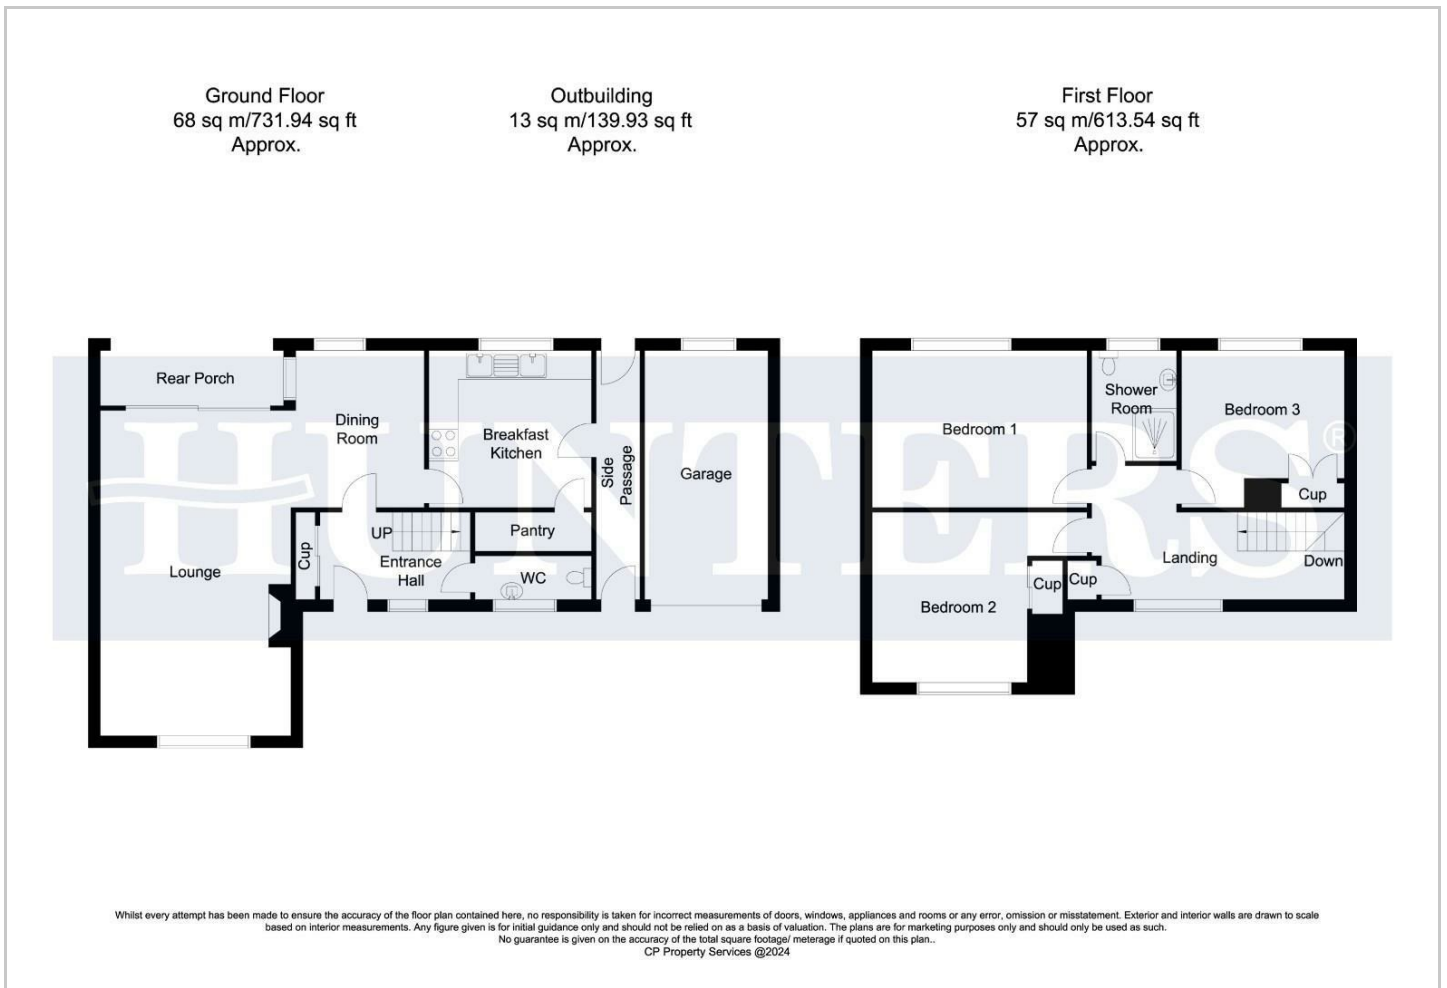 Ground Floor
68 sq m/731.94 sq ft
Approx.
Outbuilding
13 sq m/139.93 sq ft
Approx.
First Floor
57 sq m/613.54 sq ft
Approx.
HUNTERS®
Rear Porch
Dining
Room
Breakfast
Kitchen
Side
Passage
Garage
Pantry
UP
Entrance
Hall
WC
Cup
Lounge
Bedroom 1
Shower
Room
Bedroom 3
Cup
Landing
Down
Cup
Cup
Bedroom 2
Whilst every attempt has been made to ensure the accuracy of the floor plan contained here, no responsibility is taken for incorrect measurements of doors, windows, appliances and rooms or any error, omission or misstatement. Exterior and interior walls are drawn to scale
based on interior measurements. Any figure given is for initial guidance only and should not be relied on as a basis of valuation. The plans are for marketing purposes only and should only be used as such.
No guarantee is given on the accuracy of the total square footage/ meterage if quoted on this plan..
CP Property Services @2024